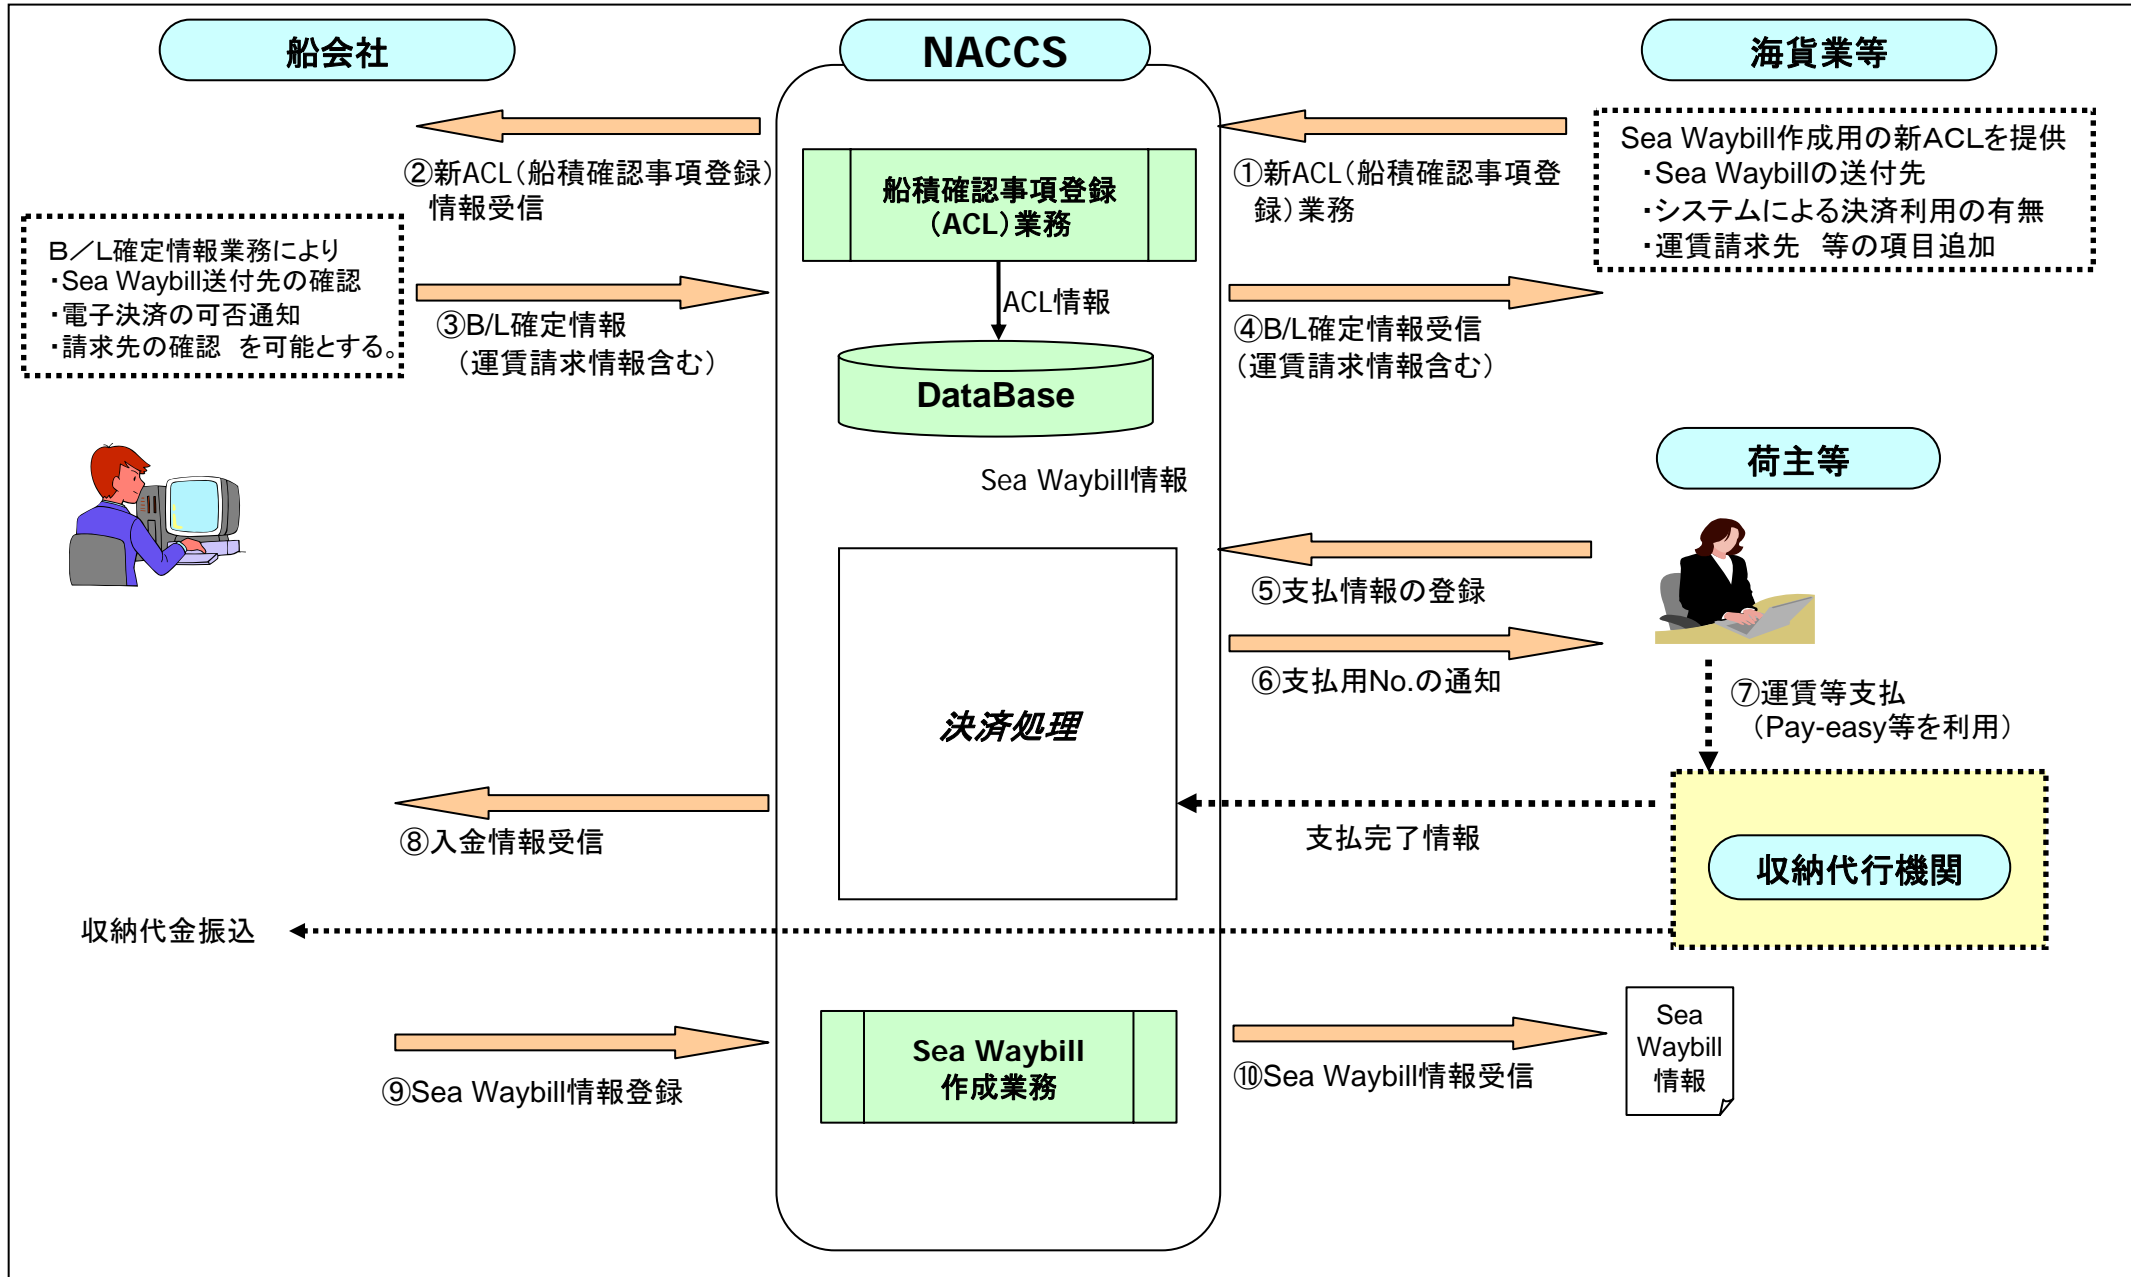 船会社
NACCS
海貨業等
②新ACL(船積確認事項登録)
情報受信
船積確認事項登録
(ACL)業務
①新ACL(船積確認事項登
録)業務
Sea Waybill作成用の新ACLを提供
・Sea Waybillの送付先
・システムによる決済利用の有無
・運賃請求先　等の項目追加
B／L確定情報業務により
・Sea Waybill送付先の確認
・電子決済の可否通知
・請求先の確認　を可能とする。
③B/L確定情報
(運賃請求情報含む)
ACL情報
DataBase
④B/L確定情報受信
(運賃請求情報含む)
Sea Waybill情報
荷主等
⑤支払情報の登録
⑥支払用No.の通知
決済処理
⑦運賃等支払
(Pay-easy等を利用)
⑧入金情報受信
支払完了情報
収納代行機関
収納代金振込
⑨Sea Waybill情報登録
Sea Waybill
作成業務
⑩Sea Waybill情報受信
Sea
Waybill
情報